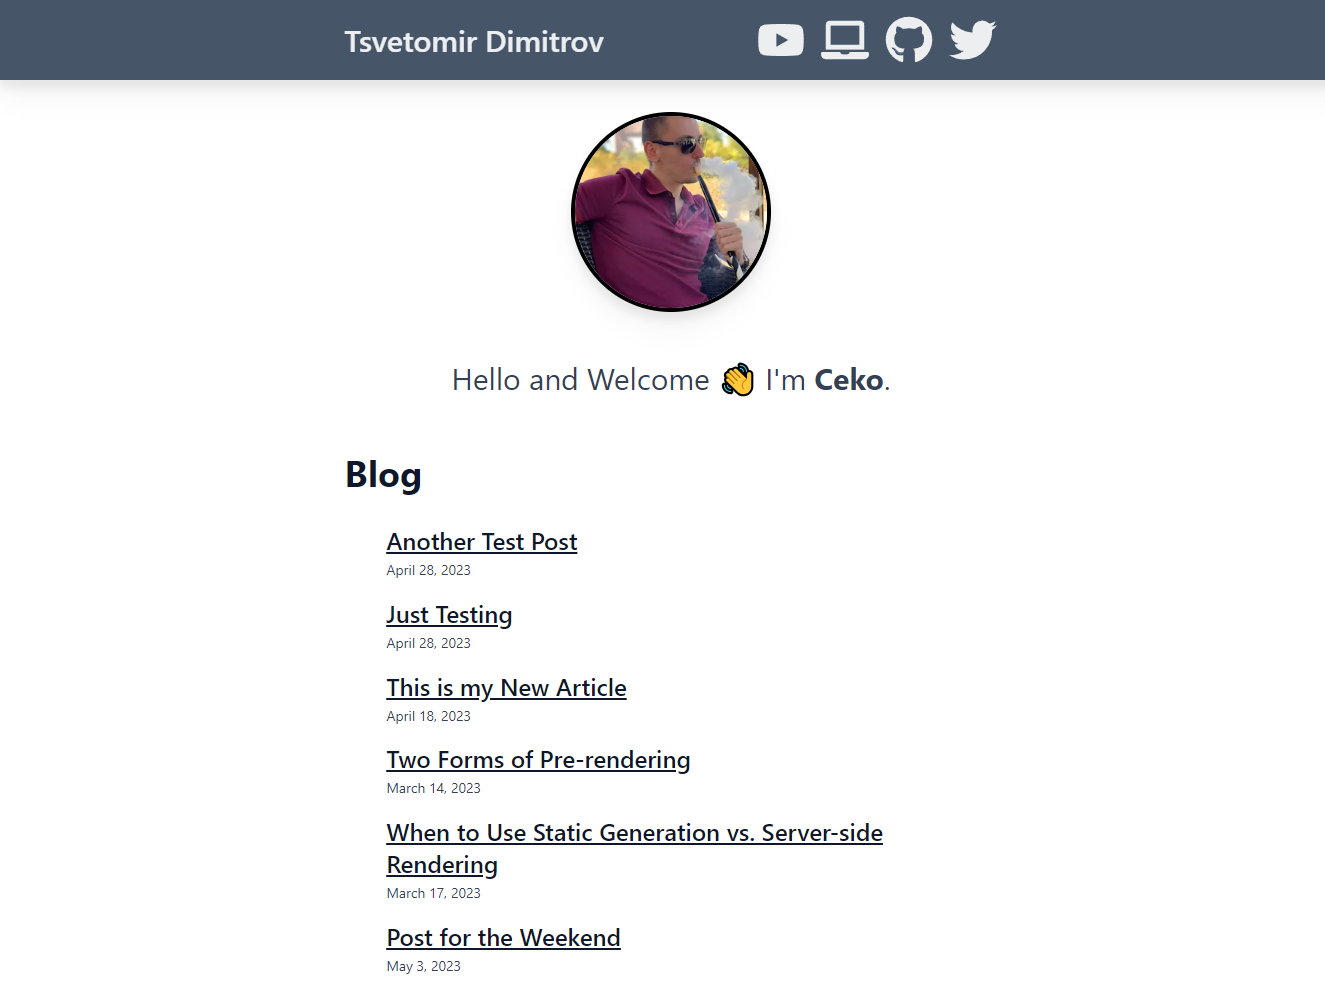 Tsvetomir Dimitrov
Hello and Welcome 👋 I'm Ceko.
Blog
Another Test Post
April 28, 2023
Just Testing
April 28, 2023
This is my New Article
April 18, 2023
Two Forms of Pre-rendering
March 14, 2023
When to Use Static Generation vs. Server-side
Rendering
March 17, 2023
Post for the Weekend
May 3, 2023